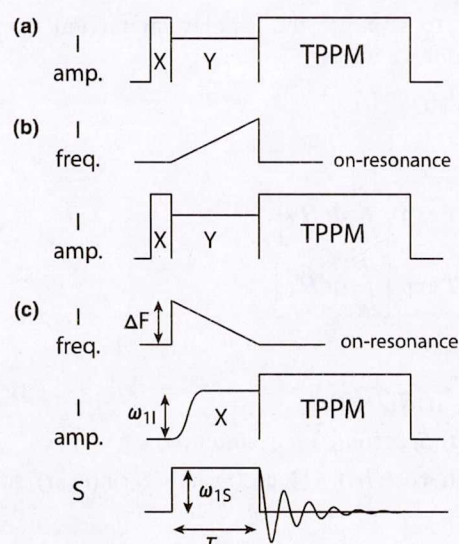 (a)
I
amp.
X
Y
TPPM
(b)
I
freq.
on-resonance
I
amp.
X
Y
TPPM
(c)
I
freq.
ΔF
on-resonance
I
amp.
ω1I
X
TPPM
S
ω1S